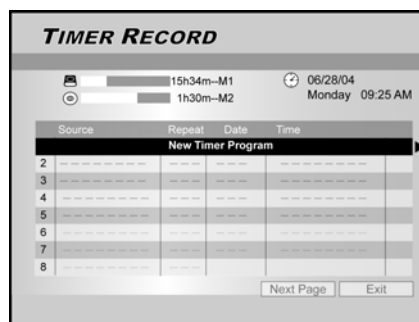 TIMER RECORD
15h34m--M1
06/28/04
1h30m--M2
Monday 09:25 AM
Source Repeat Date Time
New Timer Program
2
3
4
5
6
7
8
Next Page Exit